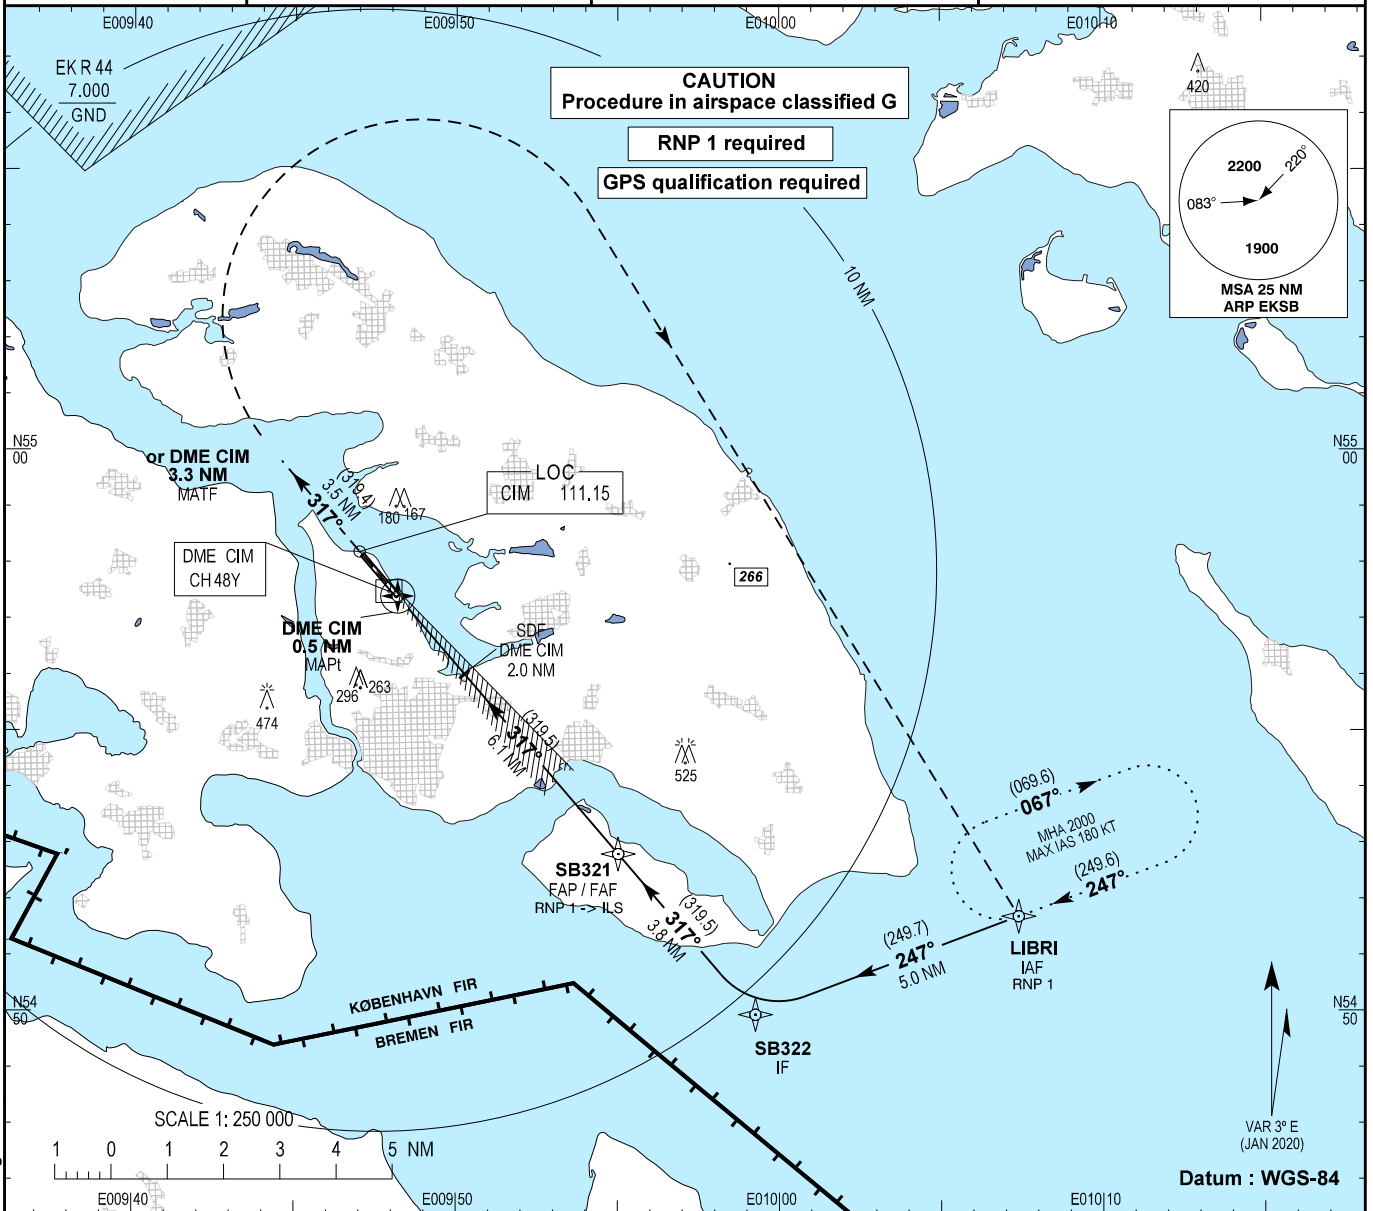 E009 40
E009 50
E010 00
E010 10
EK R 44
7.000
GND
CAUTION
Procedure in airspace classified G
RNP 1 required
GPS qualification required
420
2200
220°
083°
1900
MSA 25 NM
ARP EKSB
10 NM
N55
00
N55
00
or DME CIM
3.3 NM
MATF
(319.4)
3.5 NM
317°
180
167
LOC
CIM 111.15
DME CIM
CH 48Y
266
DME CIM
0.5 NM
MAPt
SDF
DME CIM
2.0 NM
296
263
474
(319.5)
317°
6.1 NM
525
(069.6)
067°
MHA 2000
MAX IAS 180 KT
(249.6)
247°
SB321
FAP / FAF
RNP 1 -> ILS
(319.5)
317°
3.8 NM
(249.7)
247°
5.0 NM
LIBRI
IAF
RNP 1
KØBENHAVN FIR
BREMEN FIR
N54
50
N54
50
SB322
IF
SCALE 1: 250 000
1 0 1 2 3 4 5 NM
VAR 3° E
(JAN 2020)
Datum : WGS-84
E009 40
E009 50
E010 00
E010 10